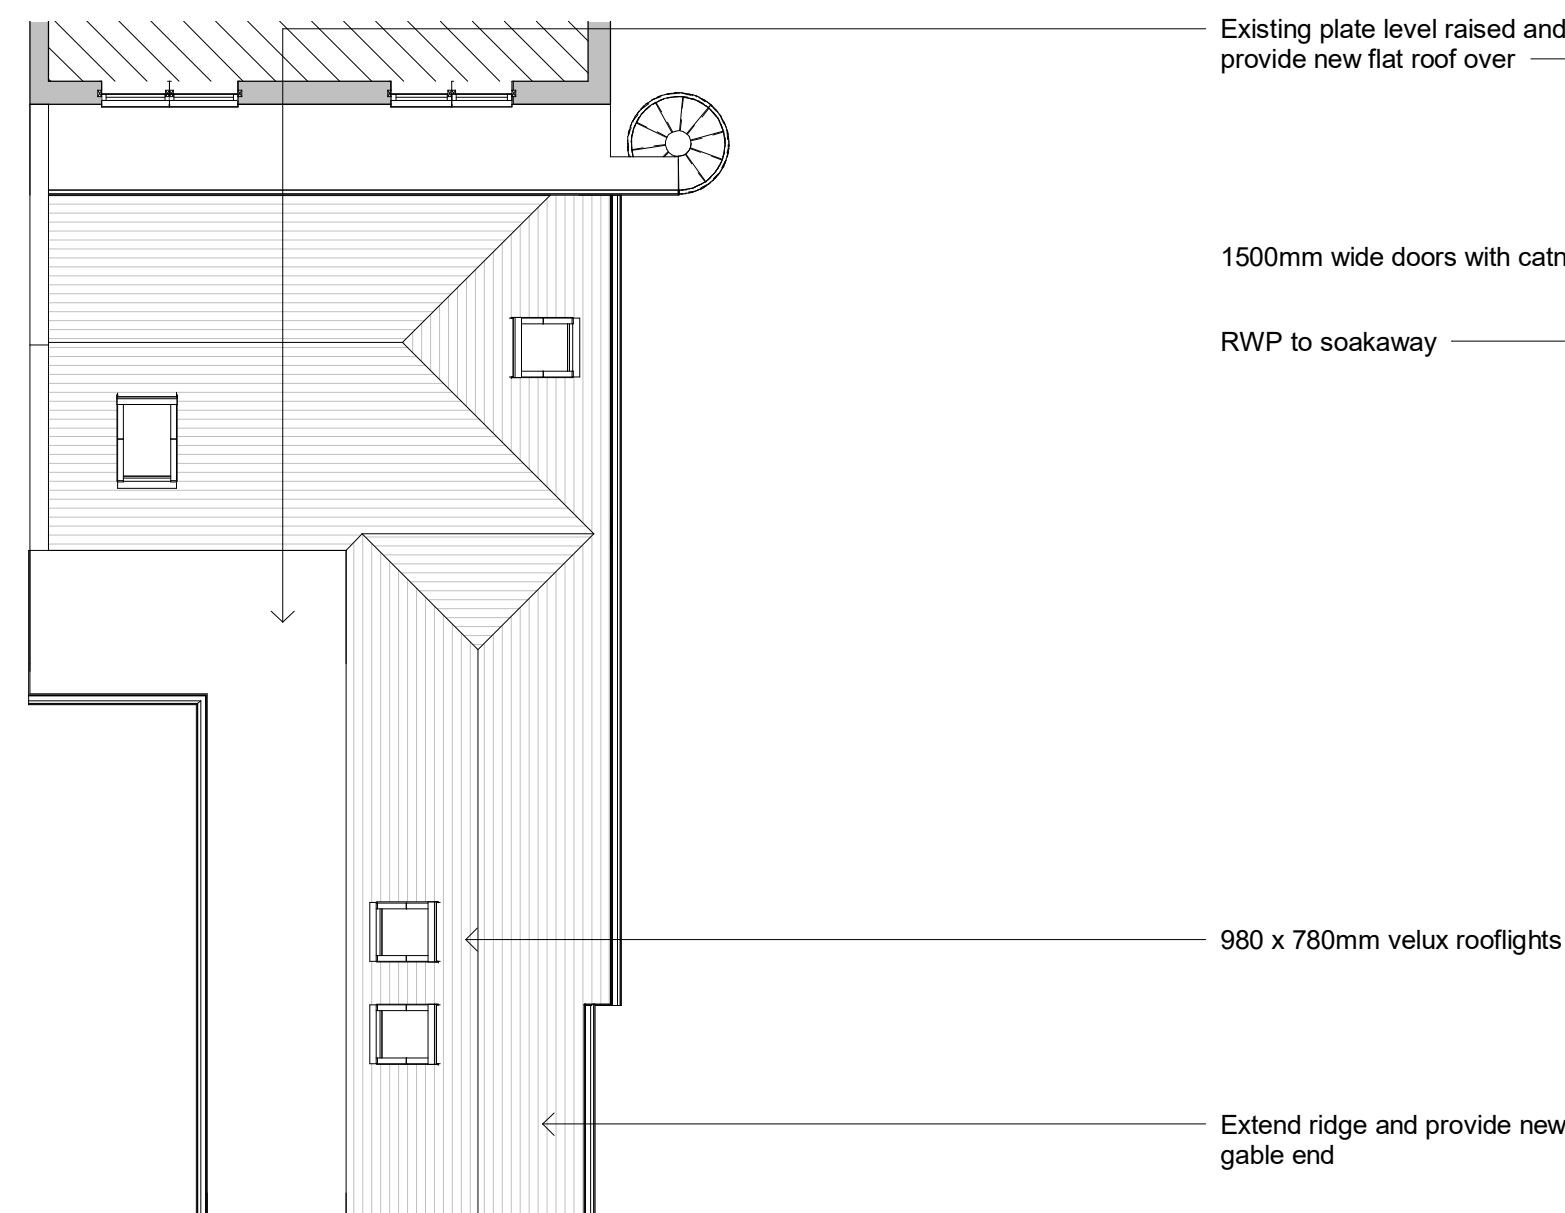 Existing plate level raised and
provide new flat roof over
1500mm wide doors with
RWP to soakaway
980 x 780mm velux rooflights
Extend ridge and provide new
gable end